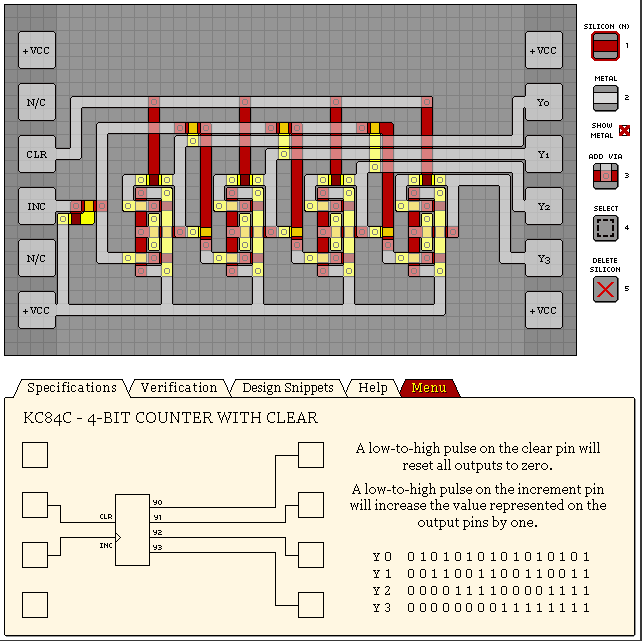 SILICON (N)
1
METAL
2
SHOW
METAL
ADD VIA
3
SELECT
4
DELETE
SILICON
5
+VCC
+VCC
N/C
Y0
CLR
Y1
INC
Y2
N/C
Y3
+VCC
+VCC
Specifications
Verification
Design Snippets
Help
Menu
KC84C - 4-BIT COUNTER WITH CLEAR
CLR
INC
Y0
Y1
Y2
Y3
A low-to-high pulse on the clear pin will
reset all outputs to zero.
A low-to-high pulse on the increment pin
will increase the value represented on the
output pins by one.
Y 0 0 1 0 1 0 1 0 1 0 1 0 1 0 1 0 1
Y 1 0 0 1 1 0 0 1 1 0 0 1 1 0 0 1 1
Y 2 0 0 0 0 1 1 1 1 0 0 0 0 1 1 1 1
Y 3 0 0 0 0 0 0 0 0 1 1 1 1 1 1 1 1